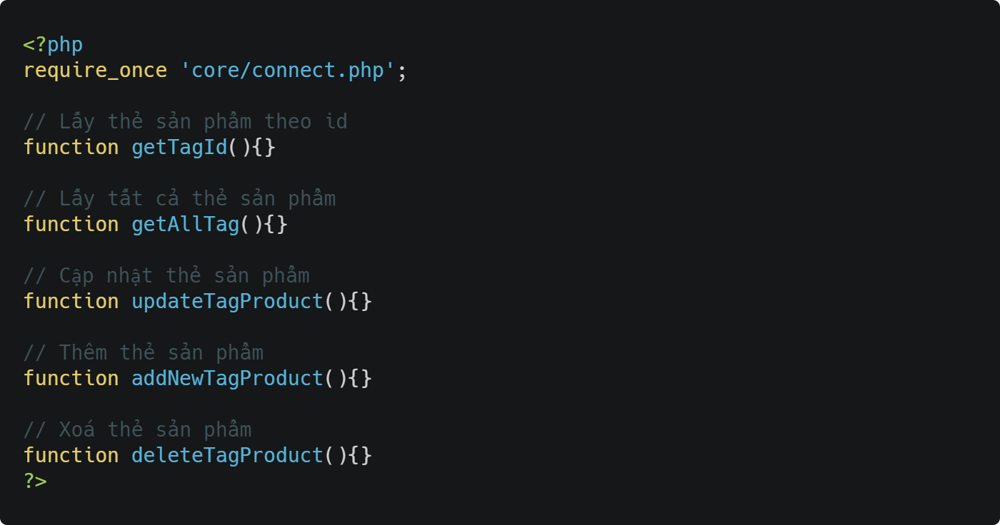 <?php
require_once 'core/connect.php';
// Lấy thẻ sản phẩm theo id
function getTagId(){}
// Lấy tất cả thẻ sản phẩm
function getAllTag(){}
// Cập nhật thẻ sản phẩm
function updateTagProduct(){}
// Thêm thẻ sản phẩm
function addNewTagProduct(){}
// Xoá thẻ sản phẩm
function deleteTagProduct(){}
?>